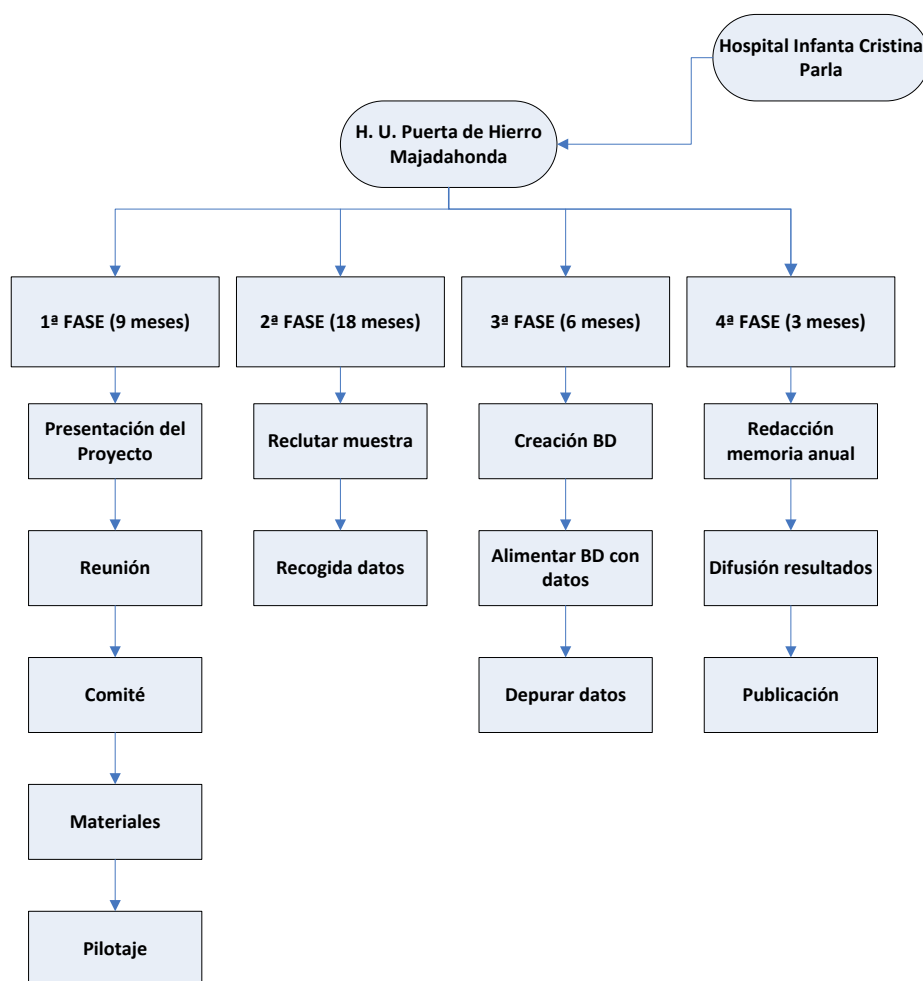 Hospital Infanta Cristina
Parla
H. U. Puerta de Hierro
Majadahonda
1ª FASE (9 meses)
2ª FASE (18 meses)
3ª FASE (6 meses)
4ª FASE (3 meses)
Presentación del
Proyecto
Reclutar muestra
Creación BD
Redacción
memoria anual
Reunión
Recogida datos
Alimentar BD con
datos
Difusión resultados
Comité
Depurar datos
Publicación
Materiales
Pilotaje